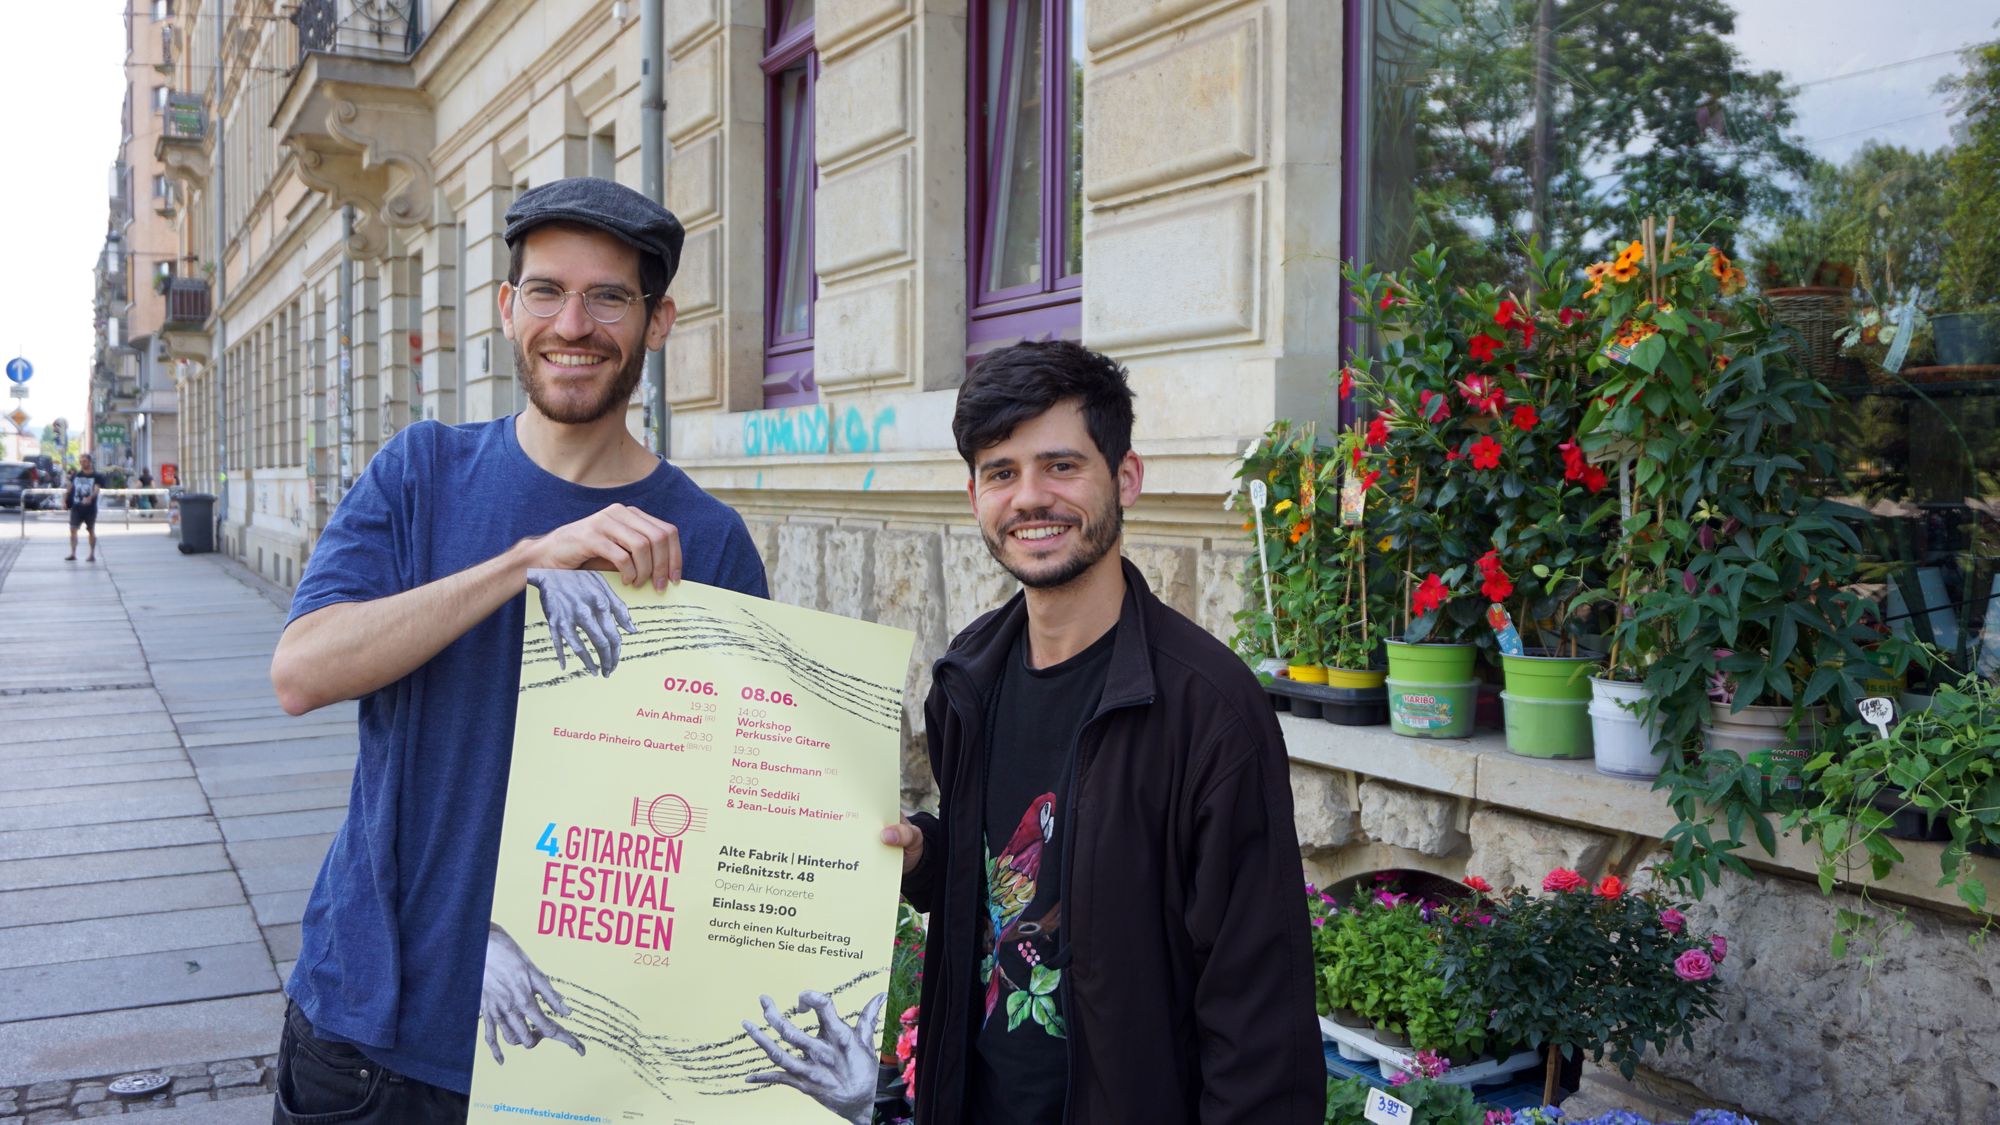 07.06.
19:30
Avin Ahmadi (IR)
20:30
Eduardo Pinheiro Quartet (BR/VE)
08.06.
14:00
Workshop
Perkussive Gitarre
19:30
Nora Buschmann (DE)
20:30
Kevin Seddiki
& Jean-Louis Matinier (FR)
4.GITARREN
FESTIVAL
DRESDEN
2024
Alte Fabrik | Hinterhof
Prießnitzstr. 48
Open Air Konzerte
Einlass 19:00
durch einen Kulturbeitrag
ermöglichen Sie das Festival
www.gitarrenfestivaldresden.de
HARIBO
HARIBO
3.99€
SOFT
EIS